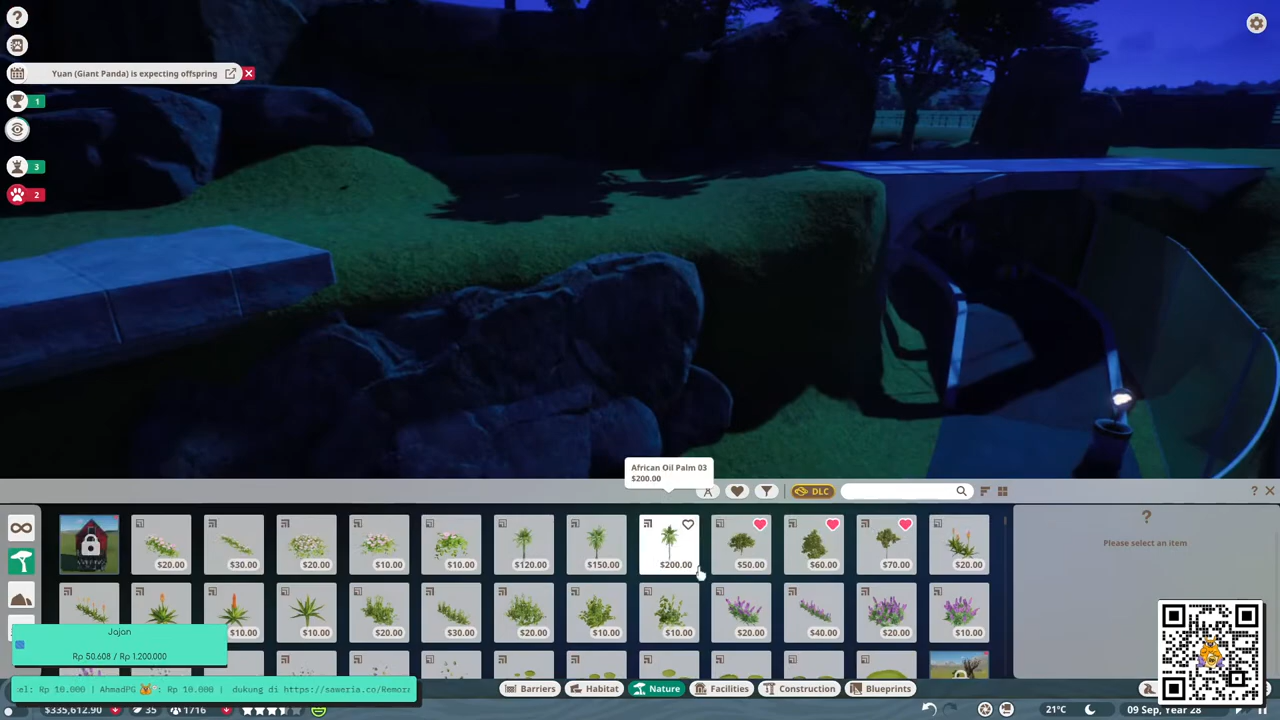 ?
Yuan (Giant Panda) is expecting offspring
1
3
2
African Oil Palm 03
$200.00
DLC
?
$20.00
$30.00
$20.00
$10.00
$10.00
$120.00
$150.00
$200.00
$50.00
$60.00
$70.00
$20.00
?
Please select an item
$10.00
$10.00
$20.00
$30.00
$20.00
$10.00
$10.00
$20.00
$40.00
$20.00
$10.00
Jajan
Rp 50.608 / Rp 1.200.000
el: Rp 10.000 | AhmadPG : Rp 10.000 | dukung di https://saweria.co/Remora
Barriers
Habitat
Nature
Facilities
Construction
Blueprints
$335,612.90
35
1716
21°C
09 Sep, Year 28